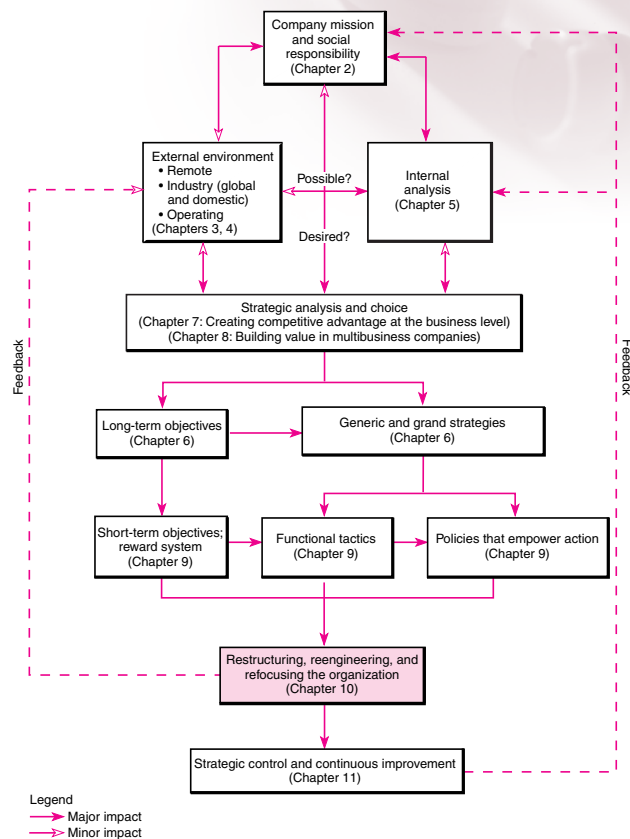 Company mission
and social
responsibility
(Chapter 2)
External environment
• Remote
• Industry (global
and domestic)
• Operating
(Chapters 3, 4)
Possible?
Internal
analysis
(Chapter 5)
Desired?
Strategic analysis and choice
(Chapter 7: Creating competitive advantage at the business level)
(Chapter 8: Building value in multibusiness companies)
Feedback
Feedback
Long-term objectives
(Chapter 6)
Generic and grand strategies
(Chapter 6)
Short-term objectives;
reward system
(Chapter 9)
Functional tactics
(Chapter 9)
Policies that empower action
(Chapter 9)
Restructuring, reengineering, and
refocusing the organization
(Chapter 10)
Strategic control and continuous improvement
(Chapter 11)
Legend
Major impact
Minor impact